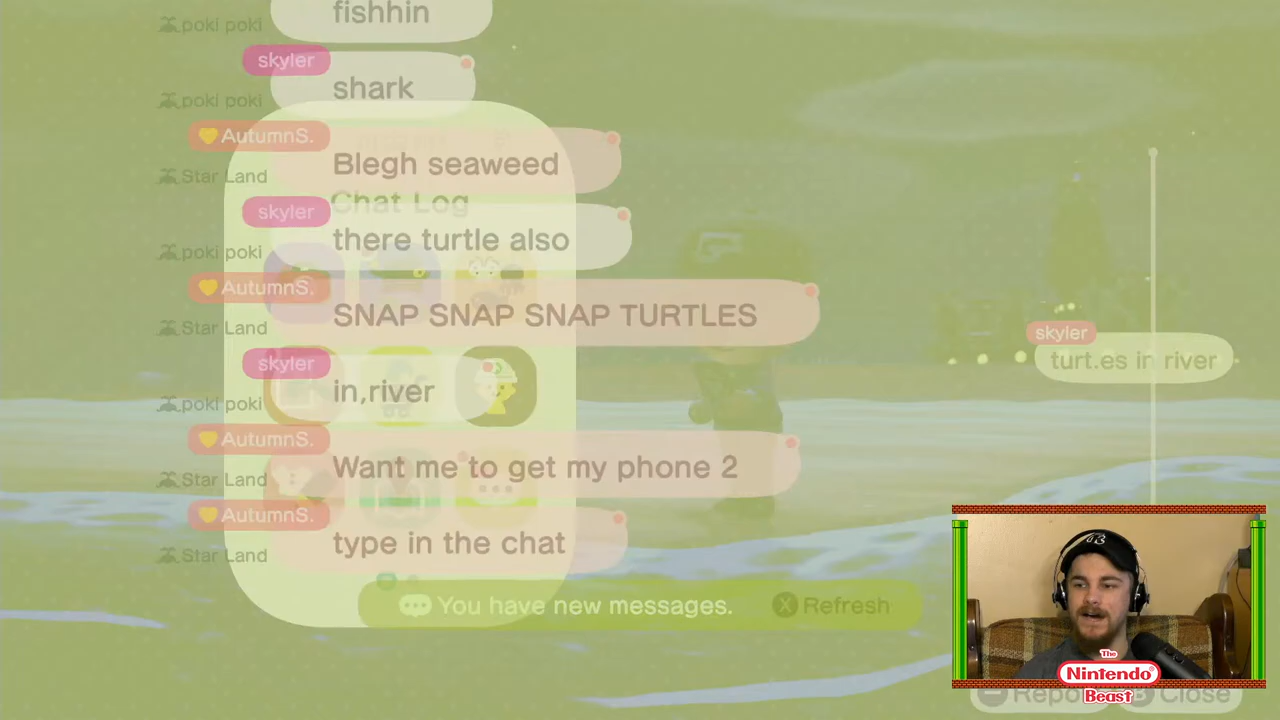 poki poki
fishhin
skyler
poki poki
shark
AutumnS.
Star Land
Blegh seaweed
Chat Log
skyler
poki poki
there turtle also
AutumnS.
Star Land
SNAP SNAP SNAP TURTLES
skyler
turt.es in river
skyler
poki poki
in,river
AutumnS.
Star Land
Want me to get my phone 2
AutumnS.
Star Land
type in the chat
You have new messages.
X Refresh
The
Nintendo
Beast
Close